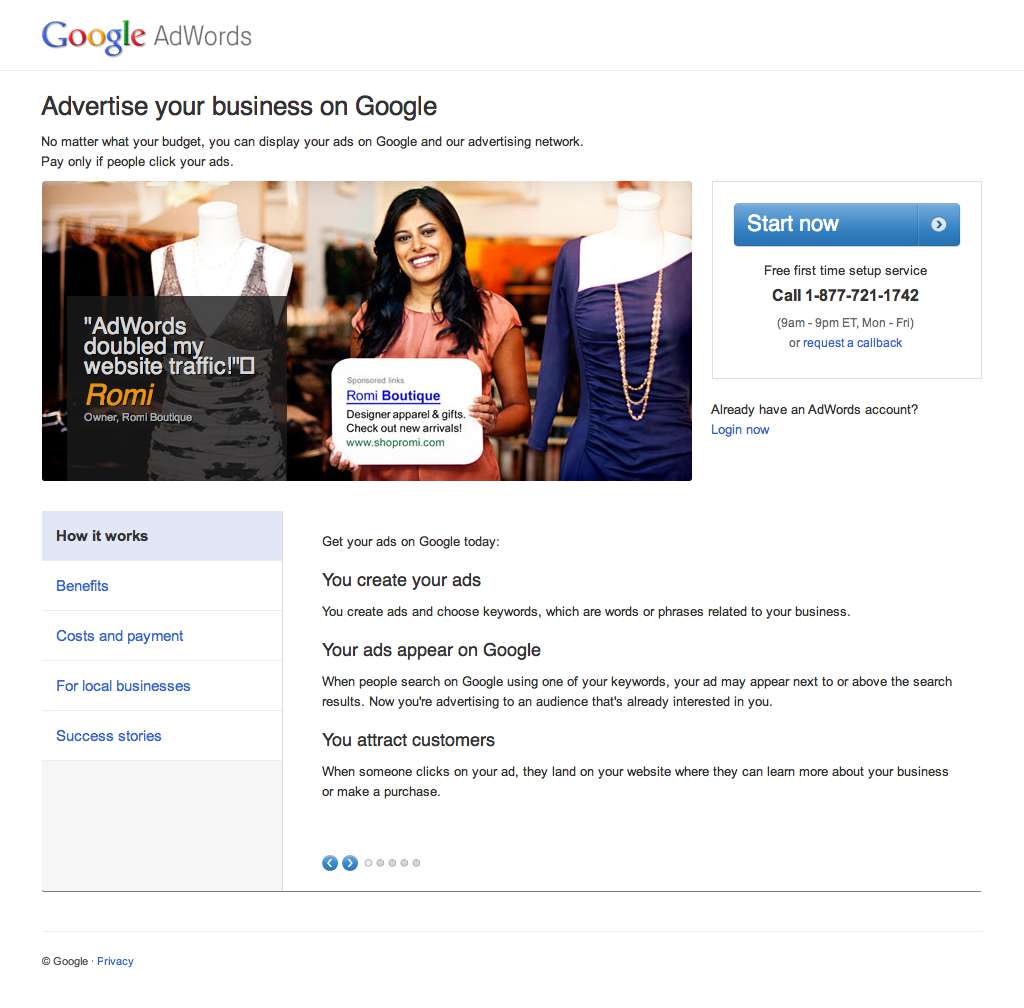 Google AdWords
Advertise your business on Google
No matter what your budget, you can display your ads on Google and our advertising network.
Pay only if people click your ads.
"AdWords
doubled my
website traffic!"
Romi
Owner, Romi Boutique
Sponsored links
Romi Boutique
Designer apparel & gifts.
Check out new arrivals!
www.shopromi.com
Start now
Free first time setup service
Call 1-877-721-1742
(9am - 9pm ET, Mon - Fri)
or request a callback
Already have an AdWords account?
Login now
How it works
Benefits
Costs and payment
For local businesses
Success stories
Get your ads on Google today:
You create your ads
You create ads and choose keywords, which are words or phrases related to your business.
Your ads appear on Google
When people search on Google using one of your keywords, your ad may appear next to or above the search
results. Now you're advertising to an audience that's already interested in you.
You attract customers
When someone clicks on your ad, they land on your website where they can learn more about your business
or make a purchase.
© Google · Privacy